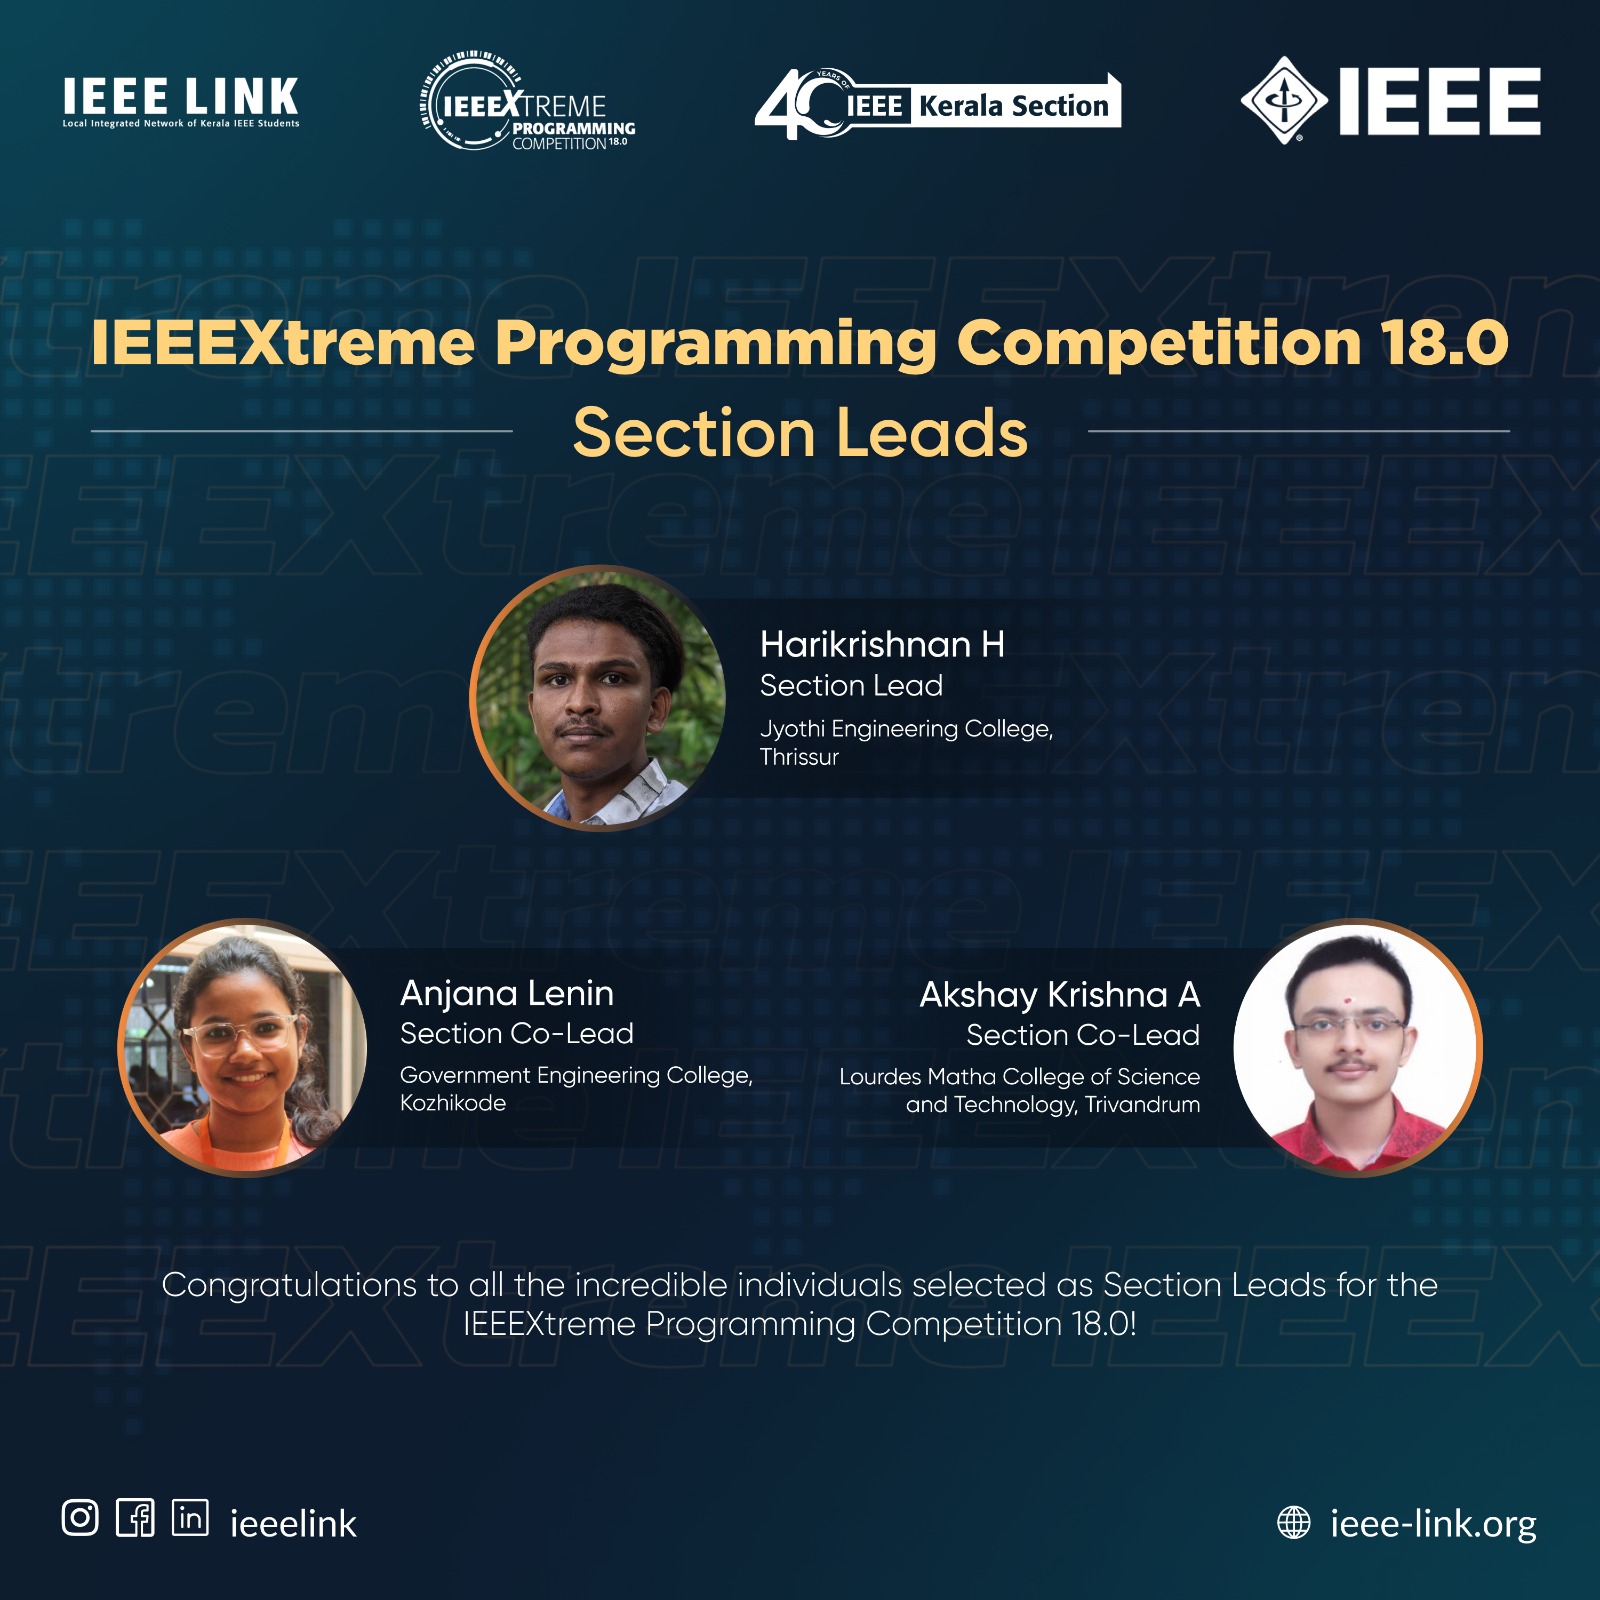 IEEE LINK
Local Integrated Network of Kerala IEEE Students
IEEEXTREME
PROGRAMMING
COMPETITION 18.0
40 YEARS OF IEEE Kerala Section
IEEE
IEEEXtreme Programming Competition 18.0
Section Leads
Harikrishnan H
Section Lead
Jyothi Engineering College,
Thrissur
Anjana Lenin
Section Co-Lead
Government Engineering College,
Kozhikode
Akshay Krishna A
Section Co-Lead
Lourdes Matha College of Science
and Technology, Trivandrum
Congratulations to all the incredible individuals selected as Section Leads for the
IEEEXtreme Programming Competition 18.0!
ieeelink
ieee-link.org